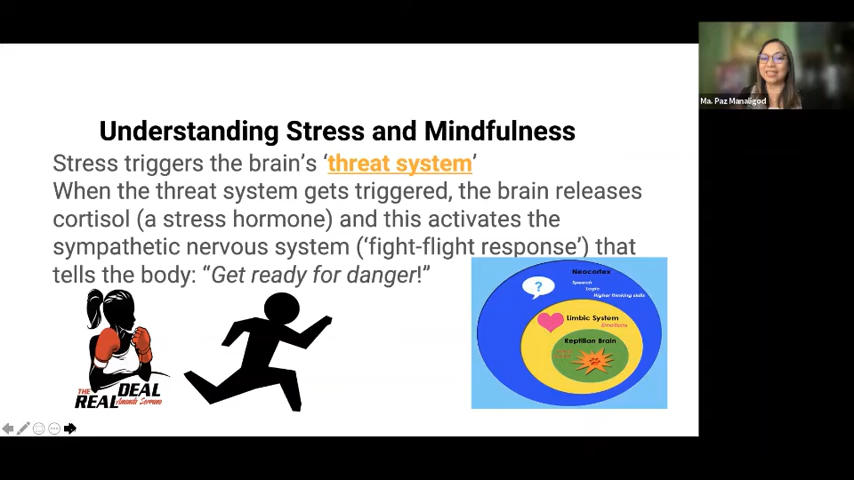 Understanding Stress and Mindfulness
Stress triggers the brain's 'threat system'
When the threat system gets triggered, the brain releases
cortisol (a stress hormone) and this activates the
sympathetic nervous system ('fight-flight response') that
tells the body: "Get ready for danger!"
THE
REAL DEAL
Amanda Serrano
Neocortex
Speech
Logic
Higher thinking skills
Limbic System
Emotions
Reptilian Brain
?
Ma. Paz Manaligod